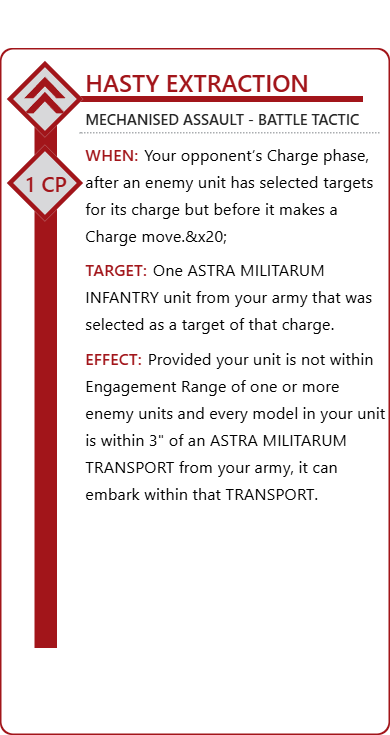 HASTY EXTRACTION
MECHANISED ASSAULT - BATTLE TACTIC
1 CP
WHEN: Your opponent’s Charge phase,
after an enemy unit has selected targets
for its charge but before it makes a
Charge move.&x20;
TARGET: One ASTRA MILITARUM
INFANTRY unit from your army that was
selected as a target of that charge.
EFFECT: Provided your unit is not within
Engagement Range of one or more
enemy units and every model in your unit
is within 3" of an ASTRA MILITARUM
TRANSPORT from your army, it can
embark within that TRANSPORT.